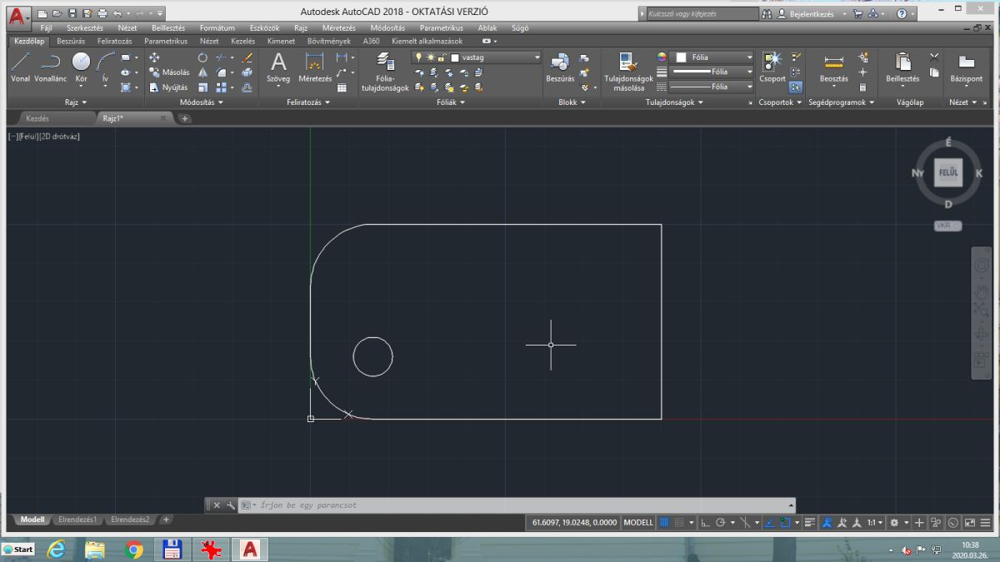 Autodesk AutoCAD 2018 - OKTATÁSI VERZIÓ
Kulcsszó vagy kifejezés
Bejelentkezés
Fájl Szerkesztés Nézet Beillesztés Formátum Eszközök Rajz Méretezés Módosítás Parametrikus Ablak Súgó
Kezdőlap Beszúrás Feliratozás Parametrikus Nézet Kezelés Kimenet Bővítmények A360 Kiemelt alkalmazások
Vonal Vonallánc Kör Ív
Másolás
Nyújtás
Szöveg Méretezés
Fólia-tulajdonságok
vastag
Beszúrás
Tulajdonságok másolása
Fólia
Fólia
Fólia
Csoport
Beosztás
Beillesztés
Bázispont
Rajz Módosítás Feliratozás Fóliák Blokk Tulajdonságok Csoportok Segédprogramok Vágólap Nézet
Kezdés Rajz1*
[−][Felül][2D drótváz]
É
Ny FELÜL K
D
VKR
Írjon be egy parancsot
Modell Elrendezés1 Elrendezés2
61.6097, 19.0248, 0.0000 MODELL
1:1
Start
10:38
2020.03.26.